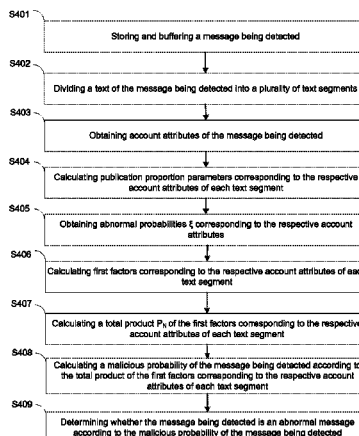 S401
Storing and buffering a message being detected
S402
Dividing a text of the message being detected into a plurality of text segments
S403
Obtaining account attributes of the message being detected
S404
Calculating publication proportion parameters corresponding to the respective
account attributes of each text segment
S405
Obtaining abnormal probabilities ξ corresponding to the respective account
attributes
S406
Calculating first factors corresponding to the respective account attributes of each
text segment
S407
Calculating a total product PN of the first factors corresponding to the respective
account attributes of each text segment
S408
Calculating a malicious probability of the message being detected according to
the total product of the first factors corresponding to the respective account
attributes of each text segment
S409
Determining whether the message being detected is an abnormal message
according to the malicious probability of the message being detected